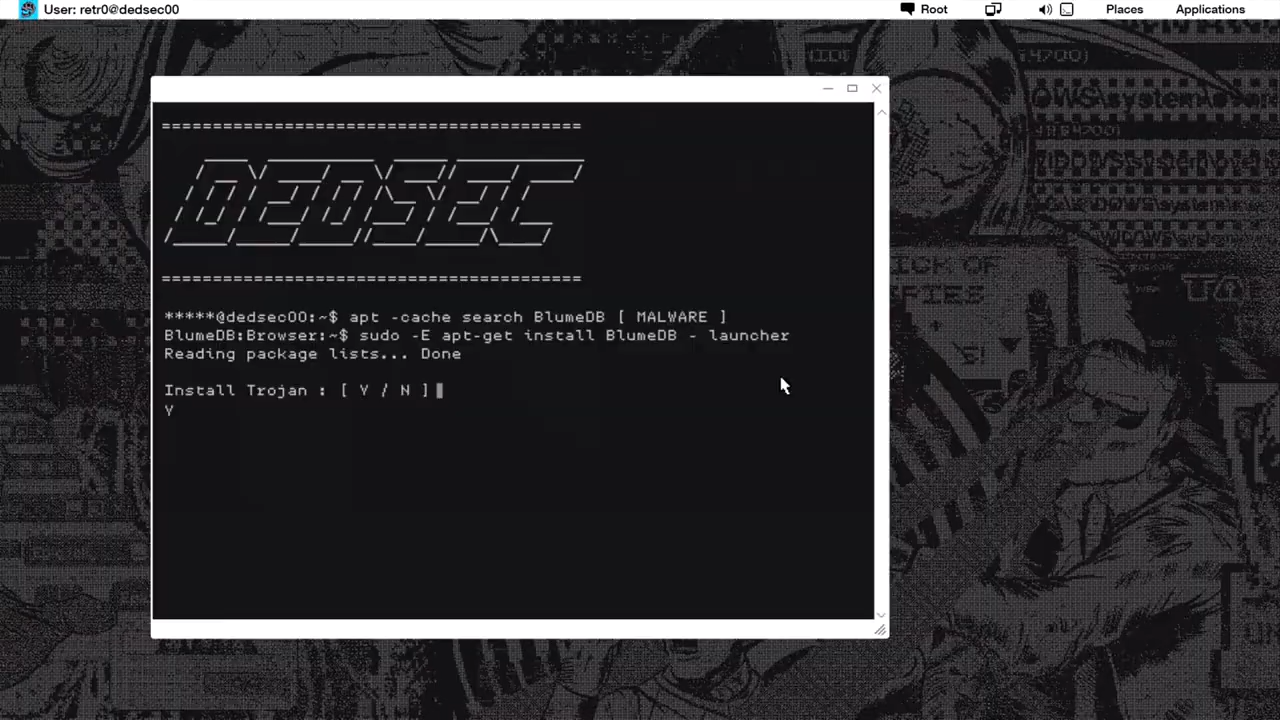 User: retr0@dedsec00
Root
Places
Applications
========================================
DEDSEC
========================================
*****@dedsec00:~$ apt -cache search BlumeDB [ MALWARE ]
BlumeDB:Browser:~$ sudo -E apt-get install BlumeDB - launcher
Reading package lists... Done
Install Trojan : [ Y / N ]
Y